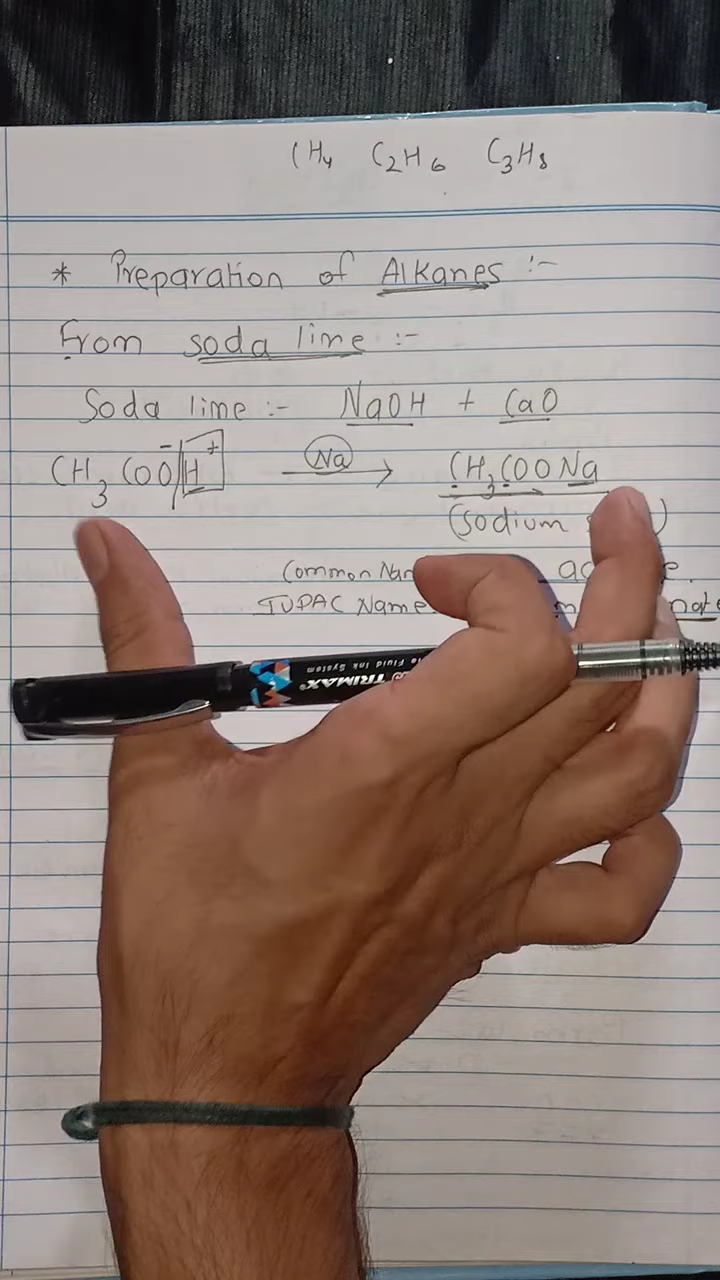 CH4 C2H6 C3H8
* Preparation of Alkanes :-
From soda lime :-
Soda lime :- NaOH + CaO
CH3COO⁻ H⁺ Na → CH3COONa
(sodium
Common Nam
IUPAC Name
TRIMAX®
Fluid Ink System